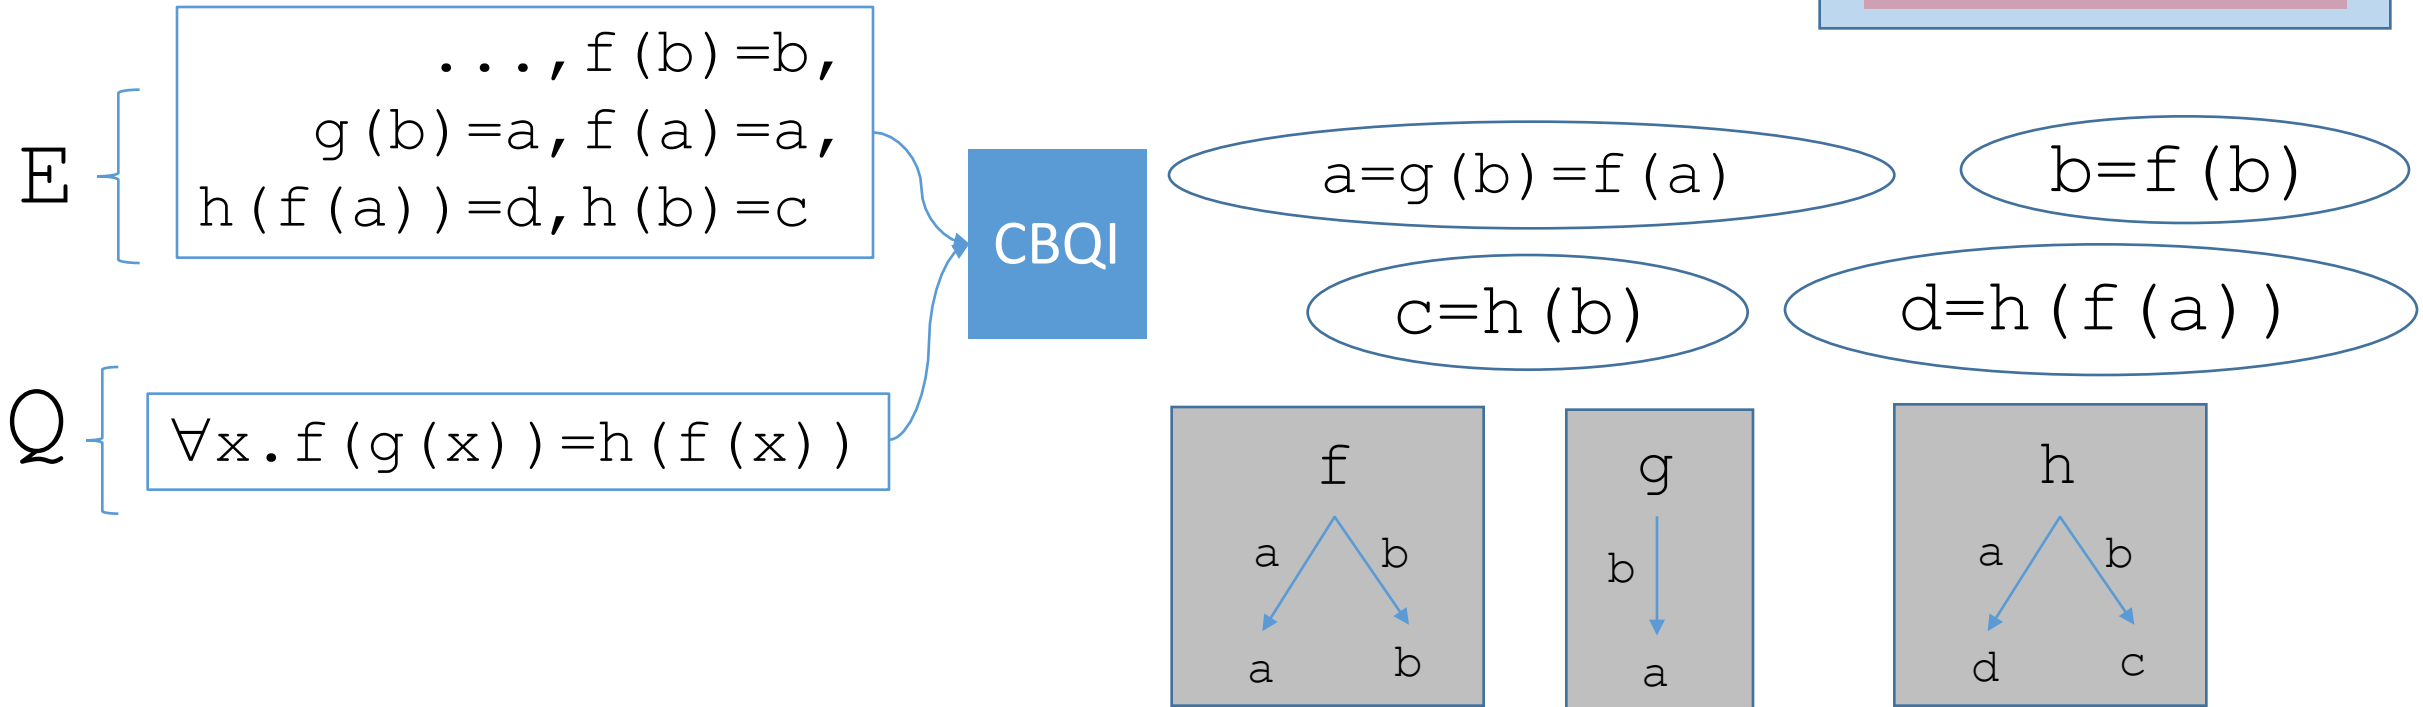 E
...,f(b)=b,
g(b)=a,f(a)=a,
h(f(a))=d,h(b)=c
Q
∀x.f(g(x))=h(f(x))
CBQI
a=g(b)=f(a)
b=f(b)
c=h(b)
d=h(f(a))
f
a b
a b
g
b
a
h
a b
d c